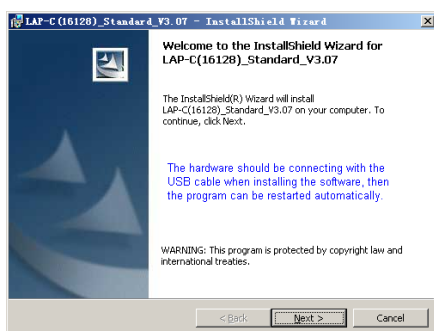 LAP-C(16128)_Standard_V3.07 - InstallShield Wizard
Welcome to the InstallShield Wizard for
LAP-C(16128)_Standard_V3.07
The InstallShield(R) Wizard will install
LAP-C(16128)_Standard_V3.07 on your computer. To
continue, click Next.
The hardware should be connecting with the
USB cable when installing the software, then
the program can be restarted automatically.
WARNING: This program is protected by copyright law and
international treaties.
< Back Next > Cancel